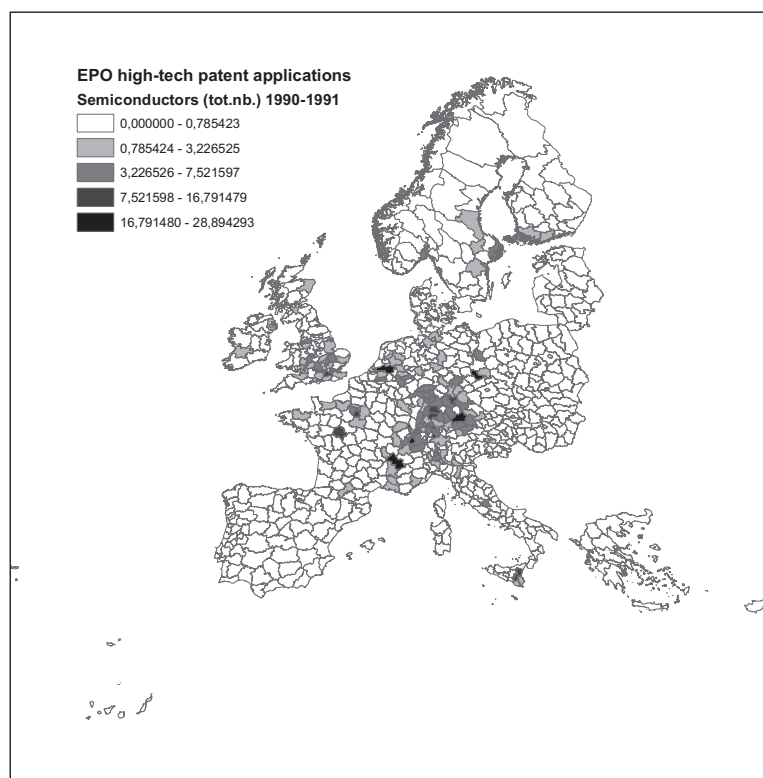 EPO high-tech patent applications
Semiconductors (tot.nb.) 1990-1991
0,000000 - 0,785423
0,785424 - 3,226525
3,226526 - 7,521597
7,521598 - 16,791479
16,791480 - 28,894293